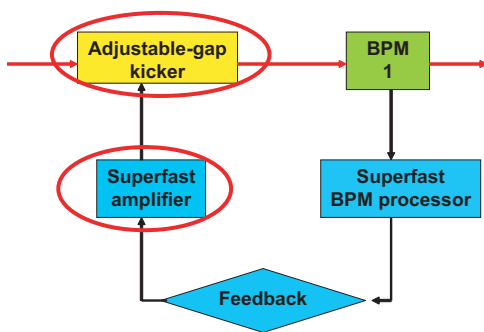 Adjustable-gap
kicker
BPM
1
Superfast
amplifier
Superfast
BPM processor
Feedback